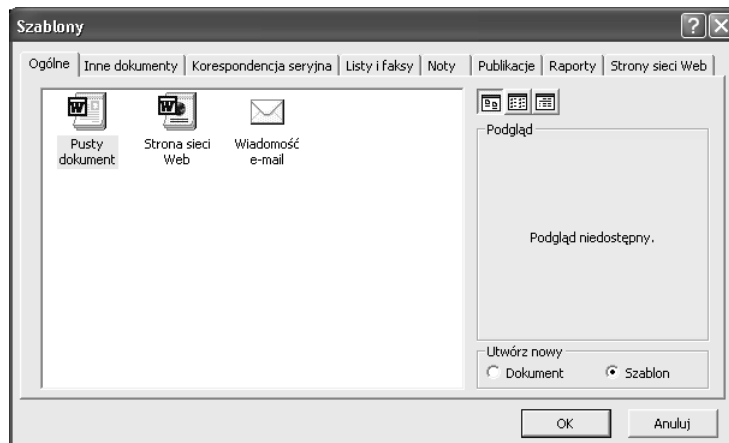 Szablony
Ogólne Inne dokumenty Korespondencja seryjna Listy i faksy Noty Publikacje Raporty Strony sieci Web
Pusty
dokument
Strona sieci
Web
Wiadomość
e-mail
Podgląd
Podgląd niedostępny.
Utwórz nowy
Dokument Szablon
OK Anuluj